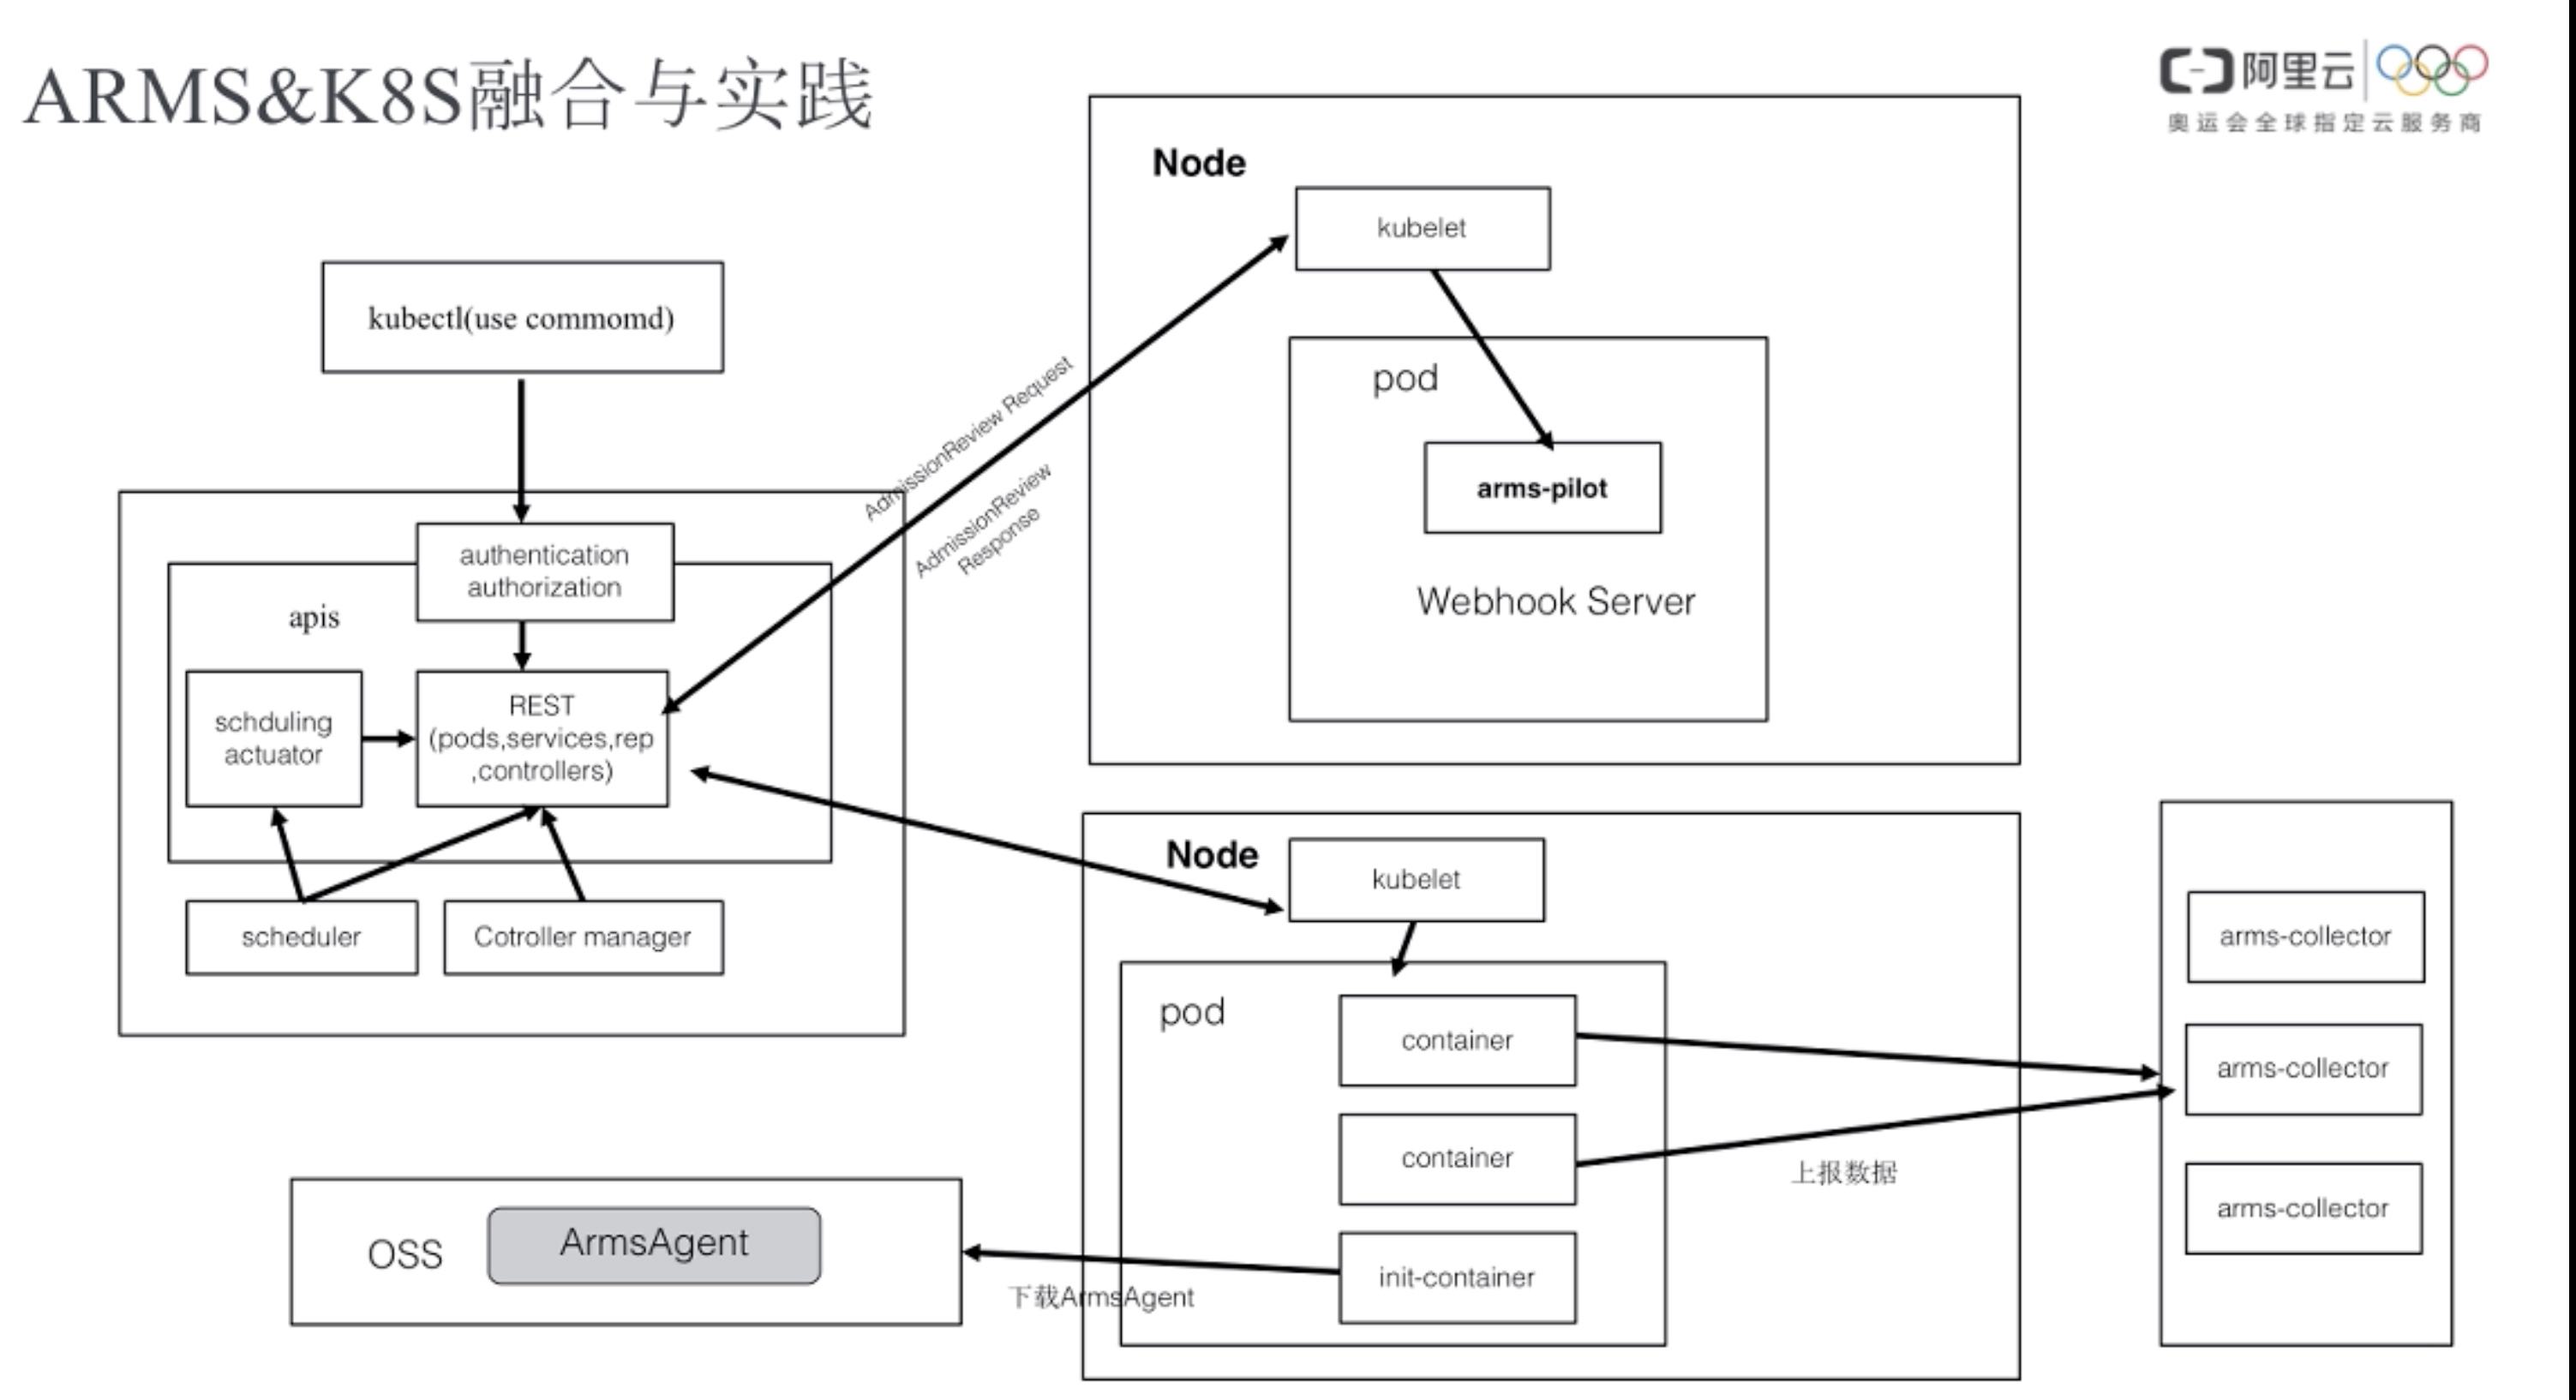 ARMS&K8S融合与实践
阿里云
奥运会全球指定云服务商
kubectl(use commomd)
authentication
authorization
apis
schduling
actuator
REST
(pods,services,rep
,controllers)
scheduler
Cotroller manager
AdmissionReview Request
AdmissionReview
Response
Node
kubelet
pod
arms-pilot
Webhook Server
Node
kubelet
pod
container
container
init-container
上报数据
arms-collector
arms-collector
arms-collector
OSS
ArmsAgent
下载ArmsAgent